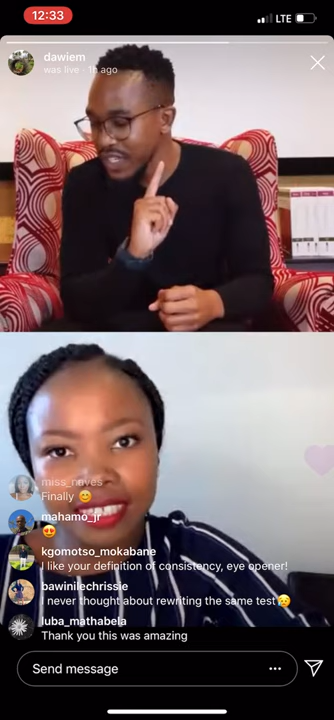 12:33
LTE
dawiem
was live · 1h ago
miss_nnves
Finally 😊
mahamo_jr
😍
kgomotso_mokabane
I like your definition of consistency, eye opener!
bawinilechrissie
I never thought about rewriting the same test😢
luba_mathabela
Thank you this was amazing
Send message